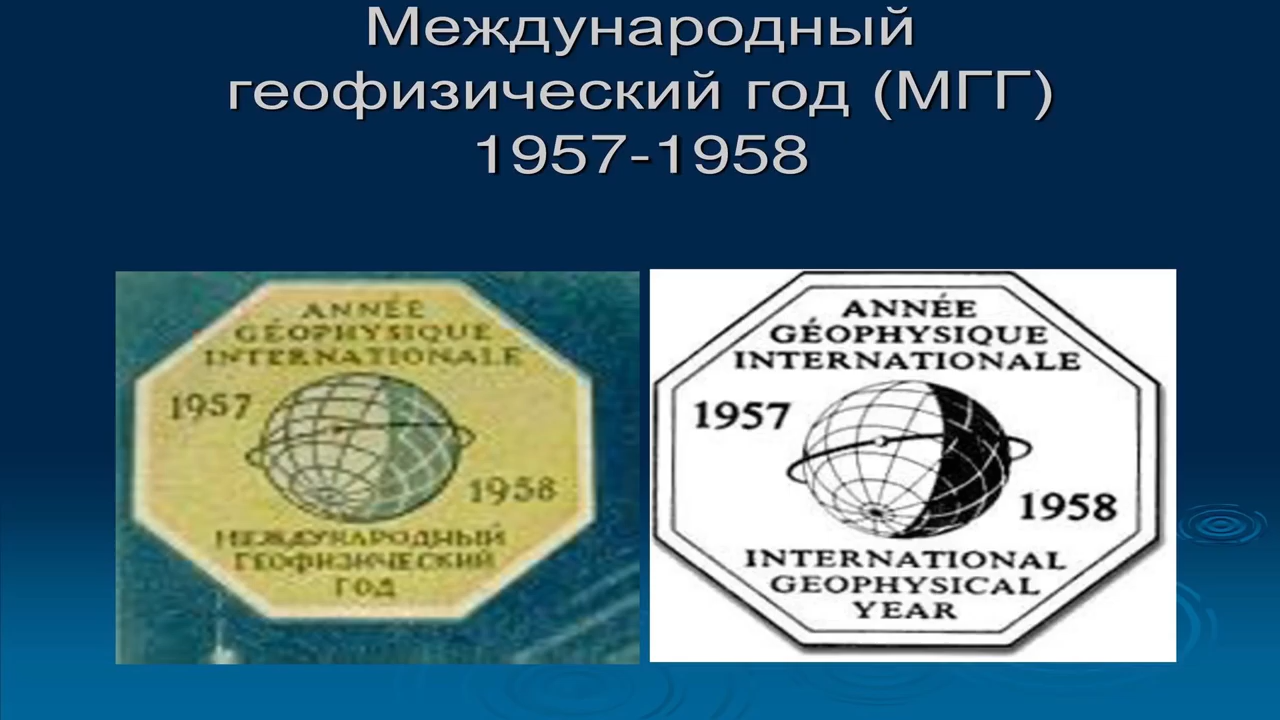 Международный
геофизический год (МГГ)
1957-1958
ANNÉE
GÉOPHYSIQUE
INTERNATIONALE
1957
1958
МЕЖДУНАРОДНЫЙ
ГЕОФИЗИЧЕСКИЙ
ГОД
ANNÉE
GÉOPHYSIQUE
INTERNATIONALE
1957
1958
INTERNATIONAL
GEOPHYSICAL
YEAR